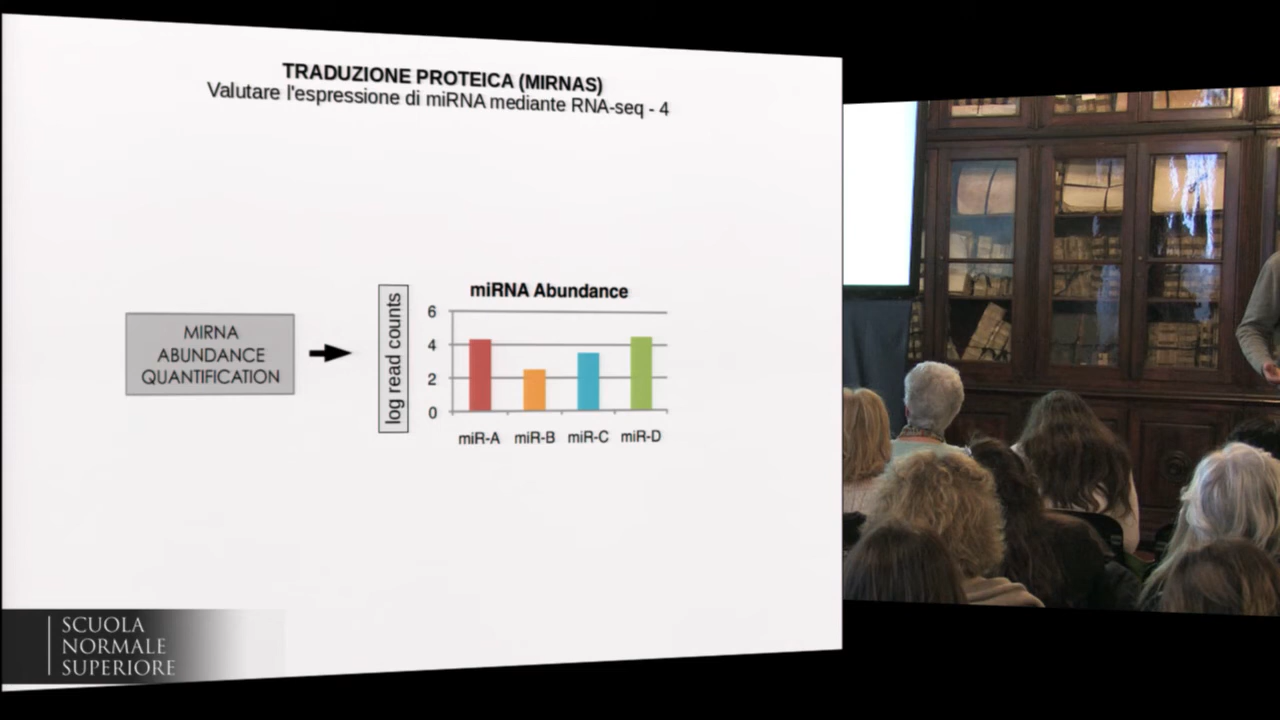 TRADUZIONE PROTEICA (MIRNAS)
Valutare l'espressione di miRNA mediante RNA-seq - 4
MIRNA
ABUNDANCE
QUANTIFICATION
log read counts
miRNA Abundance
6
4
2
0
miR-A miR-B miR-C miR-D
SCUOLA
NORMALE
SUPERIORE